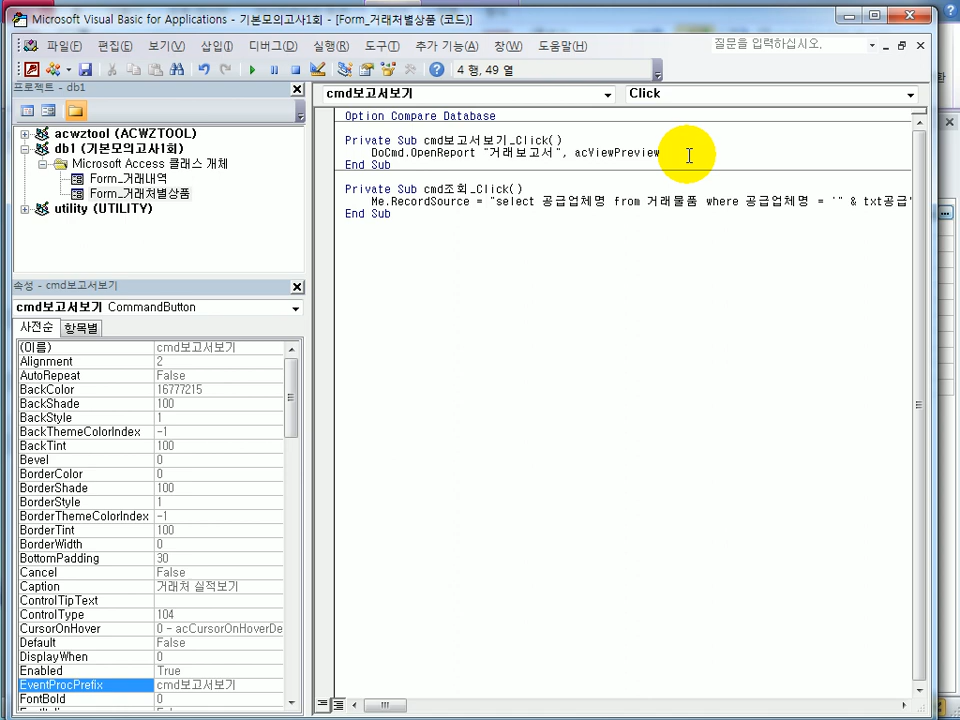 Microsoft Visual Basic for Applications - 기본모의고사1회 - [Form_거래처별상품 (코드)]
파일(F) 편집(E) 보기(V) 삽입(I) 디버그(D) 실행(R) 도구(T) 추가 기능(A) 창(W) 도움말(H) 질문을 입력하십시오.
4 행, 49 열
프로젝트 - db1
cmd보고서보기 Click
Option Compare Database
acwztool (ACWZTOOL)
db1 (기본모의고사1회)
Microsoft Access 클래스 개체
Form_거래내역
Form_거래처별상품
utility (UTILITY)
Private Sub cmd보고서보기_Click()
DoCmd.OpenReport "거래보고서", acViewPreview
End Sub
Private Sub cmd조회_Click()
Me.RecordSource = "select 공급업체명 from 거래물품 where 공급업체명 = '" & txt공급
End Sub
속성 - cmd보고서보기
cmd보고서보기 CommandButton
사전순 항목별
(이름) cmd보고서보기
Alignment 2
AutoRepeat False
BackColor 16777215
BackShade 100
BackStyle 1
BackThemeColorIndex -1
BackTint 100
Bevel 0
BorderColor 0
BorderShade 100
BorderStyle 1
BorderThemeColorIndex -1
BorderTint 100
BorderWidth 0
BottomPadding 30
Cancel False
Caption 거래처 실적보기
ControlTipText
ControlType 104
CursorOnHover 0 - acCursorOnHoverDe
Default False
DisplayWhen 0
Enabled True
EventProcPrefix cmd보고서보기
FontBold 0